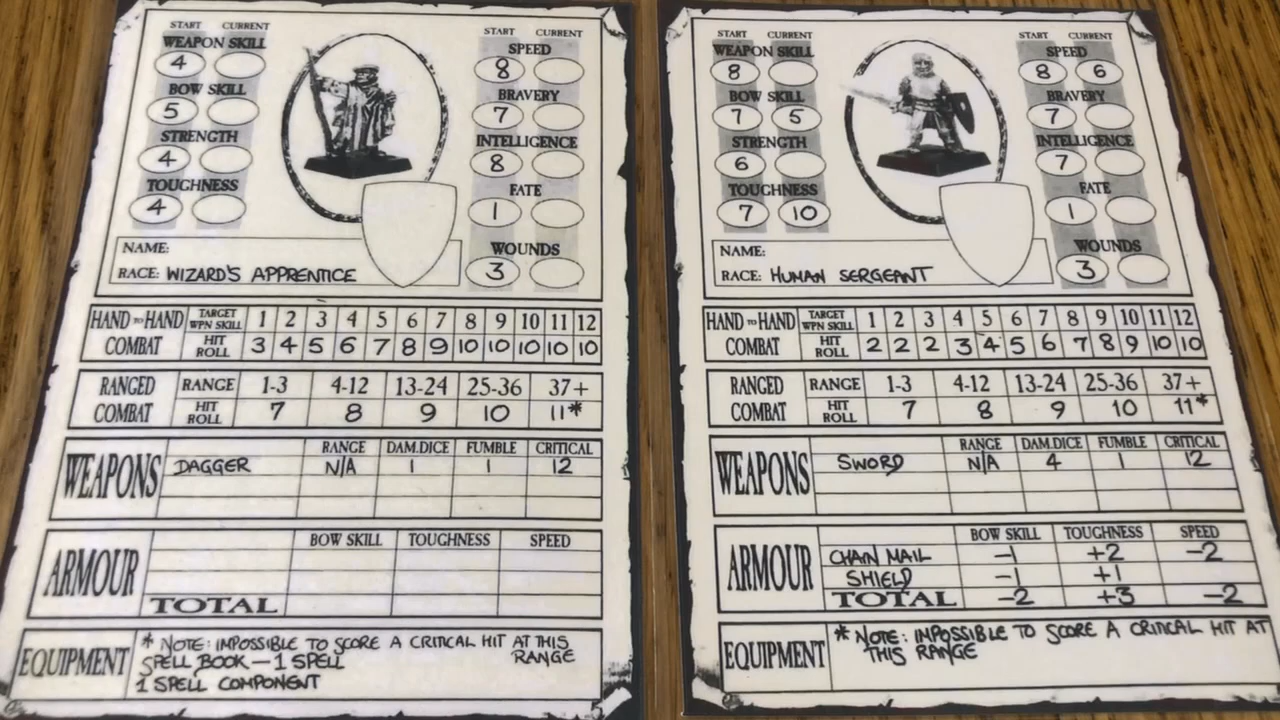 START CURRENT
WEAPON SKILL
4
BOW SKILL
5
STRENGTH
4
TOUGHNESS
4
START CURRENT
SPEED
8
BRAVERY
7
INTELLIGENCE
8
FATE
1
WOUNDS
3
NAME:
RACE: WIZARD'S APPRENTICE
HAND TO HAND COMBAT
TARGET WPN SKILL 1 2 3 4 5 6 7 8 9 10 11 12
HIT ROLL 3 4 5 6 7 8 9 10 10 10 10 10
RANGED COMBAT
RANGE 1-3 4-12 13-24 25-36 37+
HIT ROLL 7 8 9 10 11*
WEAPONS
RANGE DAM.DICE FUMBLE CRITICAL
DAGGER N/A 1 1 12
ARMOUR
BOW SKILL TOUGHNESS SPEED
TOTAL
EQUIPMENT
* NOTE: IMPOSSIBLE TO SCORE A CRITICAL HIT AT THIS
RANGE
SPELL BOOK – 1 SPELL
1 SPELL COMPONENT
START CURRENT
WEAPON SKILL
8
BOW SKILL
7 5
STRENGTH
6
TOUGHNESS
7 10
START CURRENT
SPEED
8 6
BRAVERY
7
INTELLIGENCE
7
FATE
1
WOUNDS
3
NAME:
RACE: HUMAN SERGEANT
HAND TO HAND COMBAT
TARGET WPN SKILL 1 2 3 4 5 6 7 8 9 10 11 12
HIT ROLL 2 2 2 3 4 5 6 7 8 9 10 10
RANGED COMBAT
RANGE 1-3 4-12 13-24 25-36 37+
HIT ROLL 7 8 9 10 11*
WEAPONS
RANGE DAM.DICE FUMBLE CRITICAL
SWORD N/A 4 1 12
ARMOUR
BOW SKILL TOUGHNESS SPEED
CHAIN MAIL -1 +2 -2
SHIELD -1 +1
TOTAL -2 +3 -2
EQUIPMENT
* NOTE: IMPOSSIBLE TO SCORE A CRITICAL HIT AT
THIS RANGE